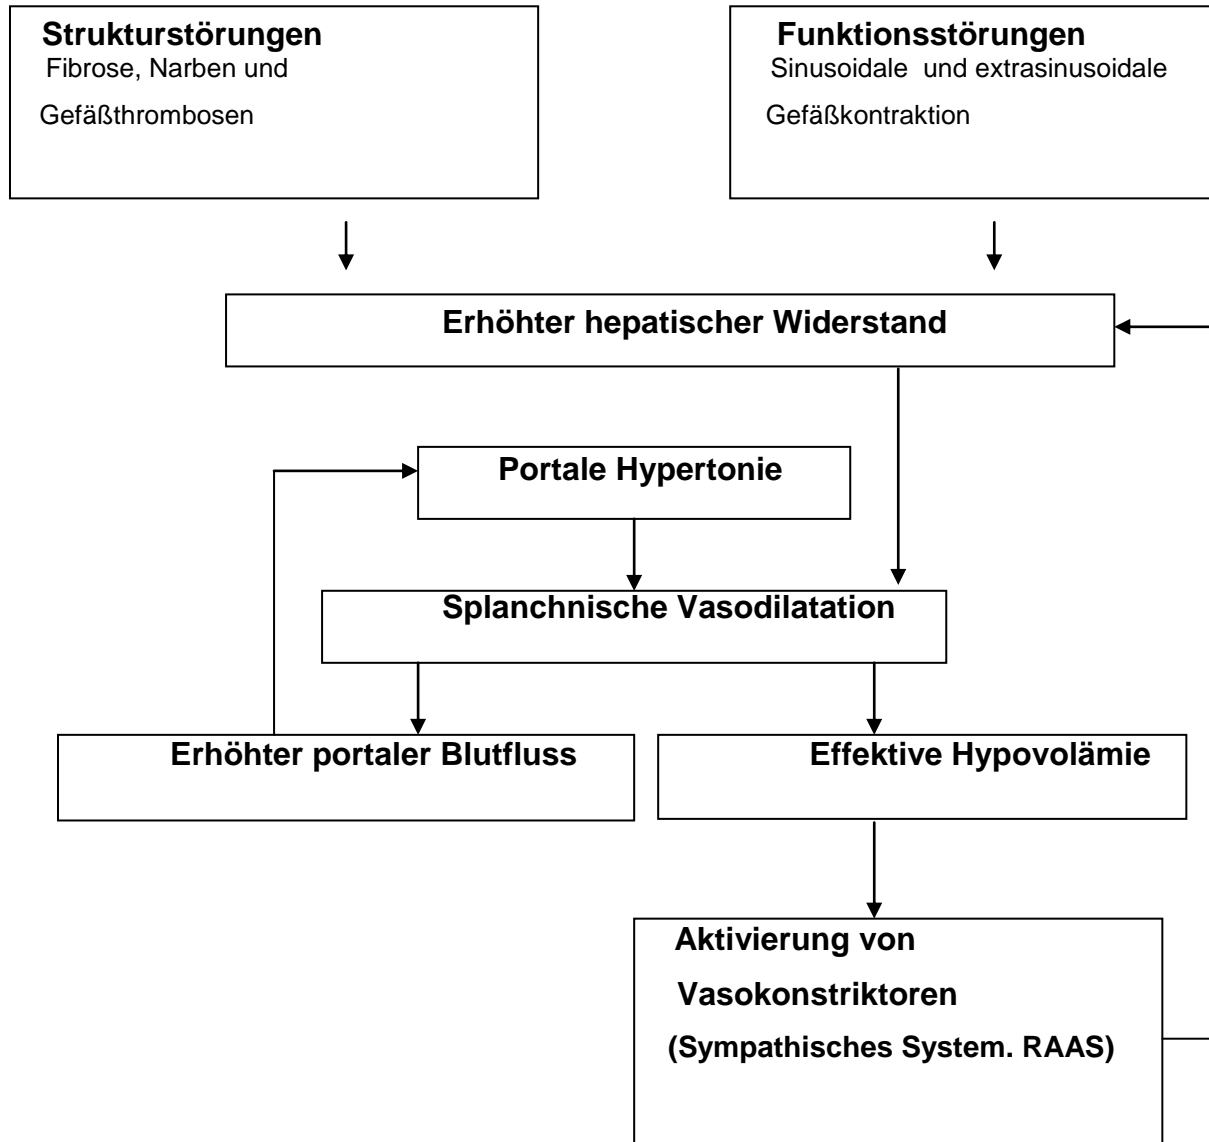 Strukturstörungen
Fibrose, Narben und
Gefäßthrombosen
Funktionsstörungen
Sinusoidale und extrasinusoidale
Gefäßkontraktion
Erhöhter hepatischer Widerstand
Portale Hypertonie
Splanchnische Vasodilatation
Erhöhter portaler Blutfluss
Effektive Hypovolämie
Aktivierung von
Vasokonstriktoren
(Sympathisches System. RAAS)